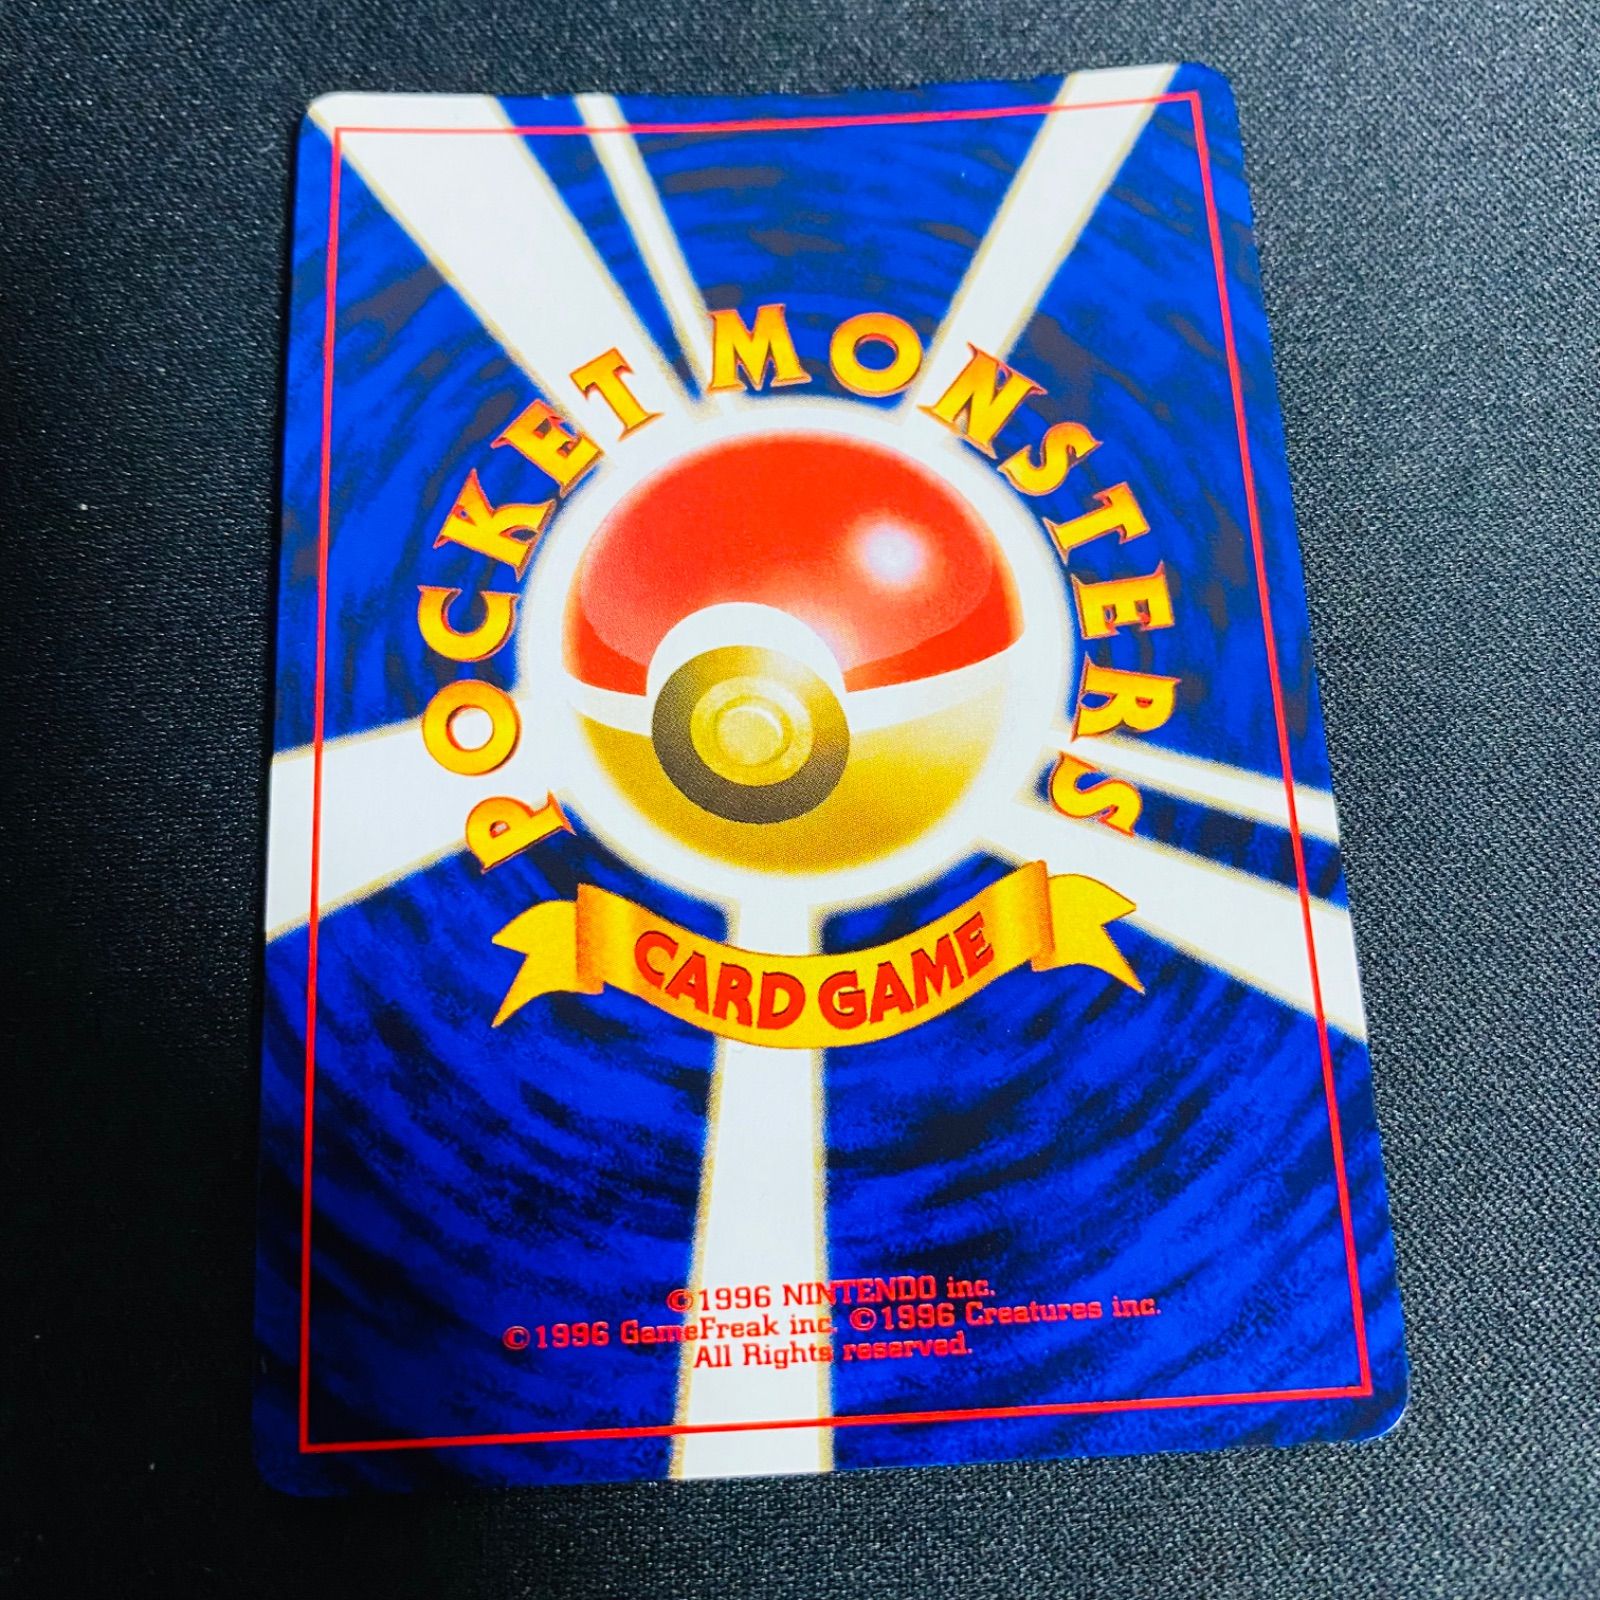 POCKET MONSTERS
CARD GAME
©1996 NINTENDO inc.
©1996 GameFreak inc. ©1996 Creatures inc.
All Rights reserved.